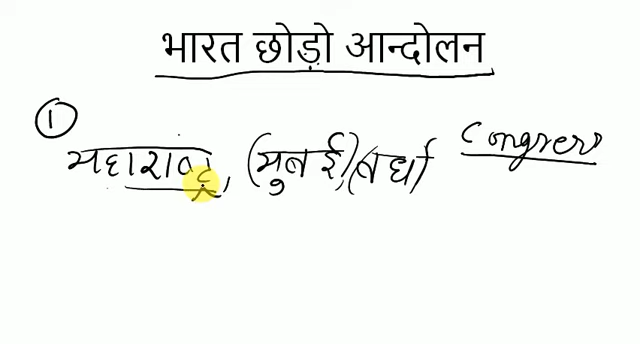 भारत छोड़ो आन्दोलन
① महाराष्ट्र, (मुम्बई)(वर्धा Congress